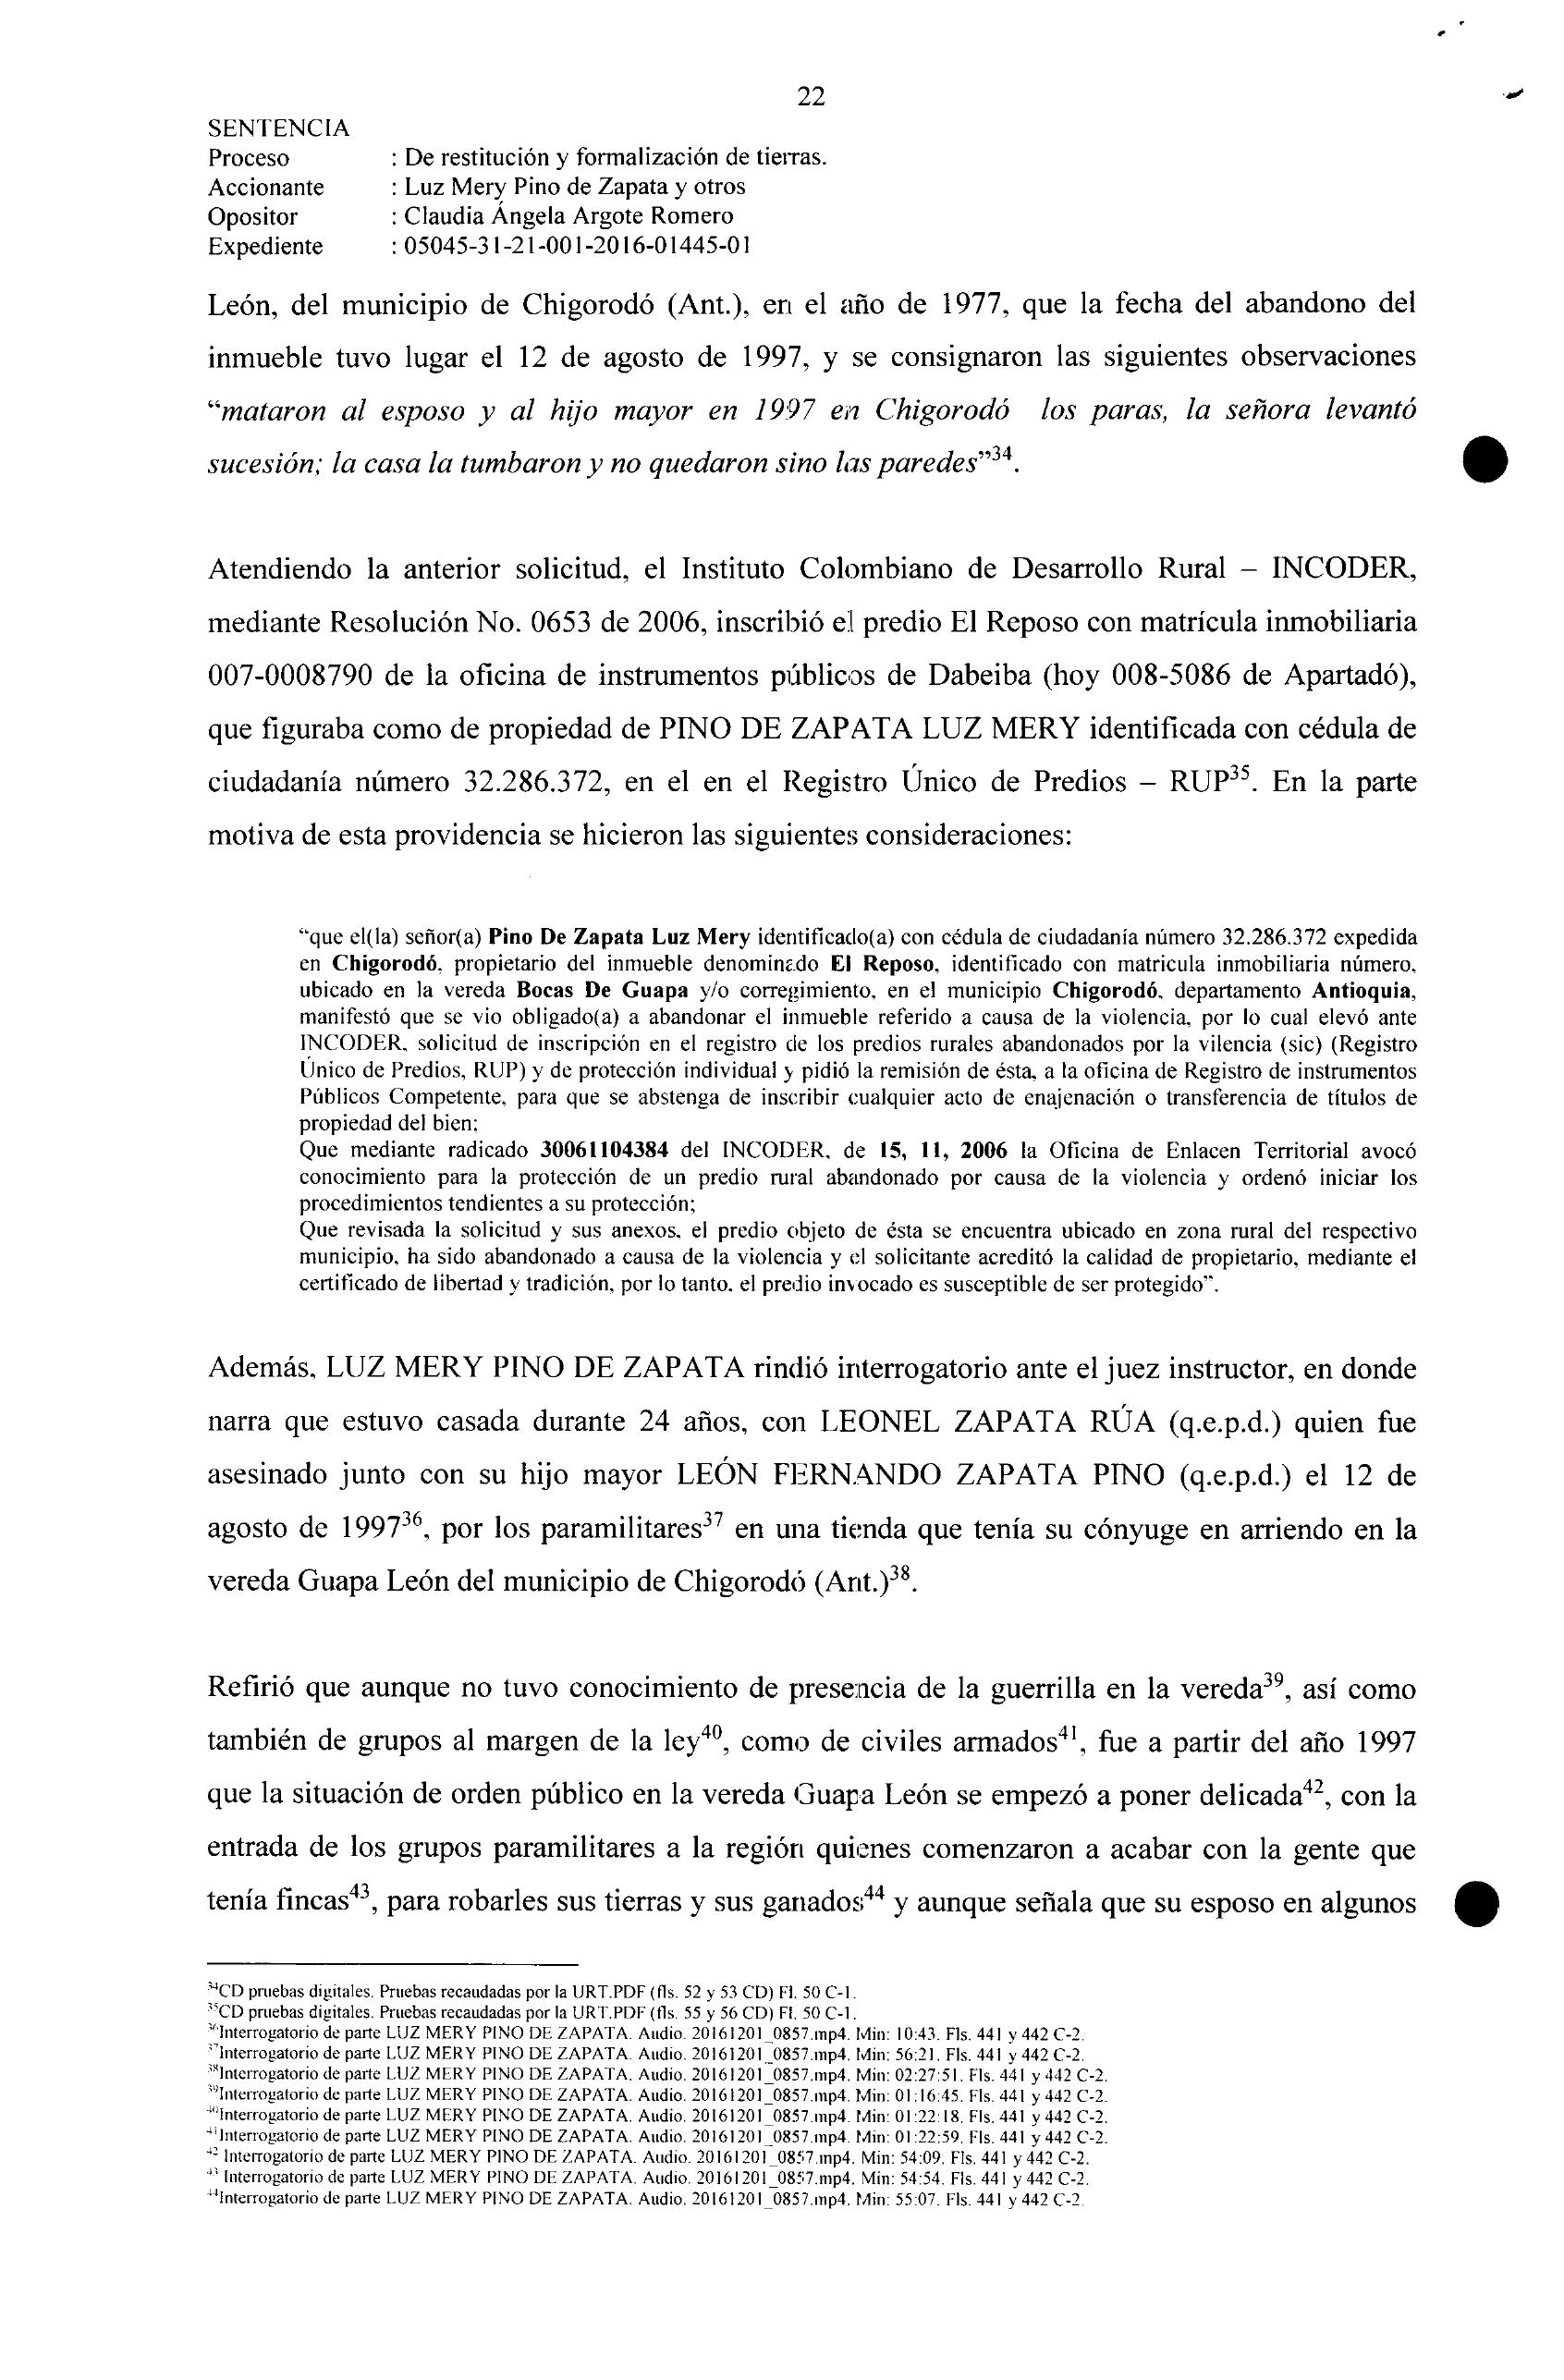 22
SENTENCIA
Proceso : De restitución y formalización de tierras.
Accionante : Luz Mery Pino de Zapata y otros
Opositor : Claudia Ángela Argote Romero
Expediente : 05045-31-21-001-2016-01445-01
León, del municipio de Chigorodó (Ant.), en el año de 1977, que la fecha del abandono del
inmueble tuvo lugar el 12 de agosto de 1997, y se consignaron las siguientes observaciones
“mataron al esposo y al hijo mayor en 1997 en Chigorodó los paras, la señora levantó
sucesión; la casa la tumbaron y no quedaron sino las paredes”34.
Atendiendo la anterior solicitud, el Instituto Colombiano de Desarrollo Rural – INCODER,
mediante Resolución No. 0653 de 2006, inscribió el predio El Reposo con matrícula inmobiliaria
007-0008790 de la oficina de instrumentos públicos de Dabeiba (hoy 008-5086 de Apartadó),
que figuraba como de propiedad de PINO DE ZAPATA LUZ MERY identificada con cédula de
ciudadanía número 32.286.372, en el en el Registro Único de Predios – RUP35. En la parte
motiva de esta providencia se hicieron las siguientes consideraciones:
“que el(la) señor(a) Pino De Zapata Luz Mery identificado(a) con cédula de ciudadanía número 32.286.372 expedida
en Chigorodó, propietario del inmueble denominado El Reposo, identificado con matricula inmobiliaria número,
ubicado en la vereda Bocas De Guapa y/o corregimiento, en el municipio Chigorodó, departamento Antioquia,
manifestó que se vio obligado(a) a abandonar el inmueble referido a causa de la violencia, por lo cual elevó ante
INCODER, solicitud de inscripción en el registro de los predios rurales abandonados por la vilencia (sic) (Registro
Único de Predios, RUP) y de protección individual y pidió la remisión de ésta, a la oficina de Registro de instrumentos
Públicos Competente, para que se abstenga de inscribir cualquier acto de enajenación o transferencia de títulos de
propiedad del bien;
Que mediante radicado 30061104384 del INCODER, de 15, 11, 2006 la Oficina de Enlacen Territorial avocó
conocimiento para la protección de un predio rural abandonado por causa de la violencia y ordenó iniciar los
procedimientos tendientes a su protección;
Que revisada la solicitud y sus anexos, el predio objeto de ésta se encuentra ubicado en zona rural del respectivo
municipio, ha sido abandonado a causa de la violencia y el solicitante acreditó la calidad de propietario, mediante el
certificado de libertad y tradición, por lo tanto, el predio invocado es susceptible de ser protegido”.
Además, LUZ MERY PINO DE ZAPATA rindió interrogatorio ante el juez instructor, en donde
narra que estuvo casada durante 24 años, con LEONEL ZAPATA RÚA (q.e.p.d.) quien fue
asesinado junto con su hijo mayor LEÓN FERNANDO ZAPATA PINO (q.e.p.d.) el 12 de
agosto de 199736, por los paramilitares37 en una tienda que tenía su cónyuge en arriendo en la
vereda Guapa León del municipio de Chigorodó (Ant.)38.
Refirió que aunque no tuvo conocimiento de presencia de la guerrilla en la vereda39, así como
también de grupos al margen de la ley40, como de civiles armados41, fue a partir del año 1997
que la situación de orden público en la vereda Guapa León se empezó a poner delicada42, con la
entrada de los grupos paramilitares a la región quienes comenzaron a acabar con la gente que
tenía fincas43, para robarles sus tierras y sus ganados44 y aunque señala que su esposo en algunos
34CD pruebas digitales. Pruebas recaudadas por la URT.PDF (fls. 52 y 53 CD) Fl. 50 C-1.
35CD pruebas digitales. Pruebas recaudadas por la URT.PDF (fls. 55 y 56 CD) Fl. 50 C-1.
36Interrogatorio de parte LUZ MERY PINO DE ZAPATA. Audio. 20161201_0857.mp4. Min: 10:43. Fls. 441 y 442 C-2.
37Interrogatorio de parte LUZ MERY PINO DE ZAPATA. Audio. 20161201_0857.mp4. Min: 56:21. Fls. 441 y 442 C-2.
38Interrogatorio de parte LUZ MERY PINO DE ZAPATA. Audio. 20161201_0857.mp4. Min: 02:27:51. Fls. 441 y 442 C-2.
39Interrogatorio de parte LUZ MERY PINO DE ZAPATA. Audio. 20161201_0857.mp4. Min: 01:16:45. Fls. 441 y 442 C-2.
40Interrogatorio de parte LUZ MERY PINO DE ZAPATA. Audio. 20161201_0857.mp4. Min: 01:22:18. Fls. 441 y 442 C-2.
41Interrogatorio de parte LUZ MERY PINO DE ZAPATA. Audio. 20161201_0857.mp4. Min: 01:22:59. Fls. 441 y 442 C-2.
42 Interrogatorio de parte LUZ MERY PINO DE ZAPATA. Audio. 20161201_0857.mp4. Min: 54:09. Fls. 441 y 442 C-2.
43 Interrogatorio de parte LUZ MERY PINO DE ZAPATA. Audio. 20161201_0857.mp4. Min: 54:54. Fls. 441 y 442 C-2.
44Interrogatorio de parte LUZ MERY PINO DE ZAPATA. Audio. 20161201_0857.mp4. Min: 55:07. Fls. 441 y 442 C-2.